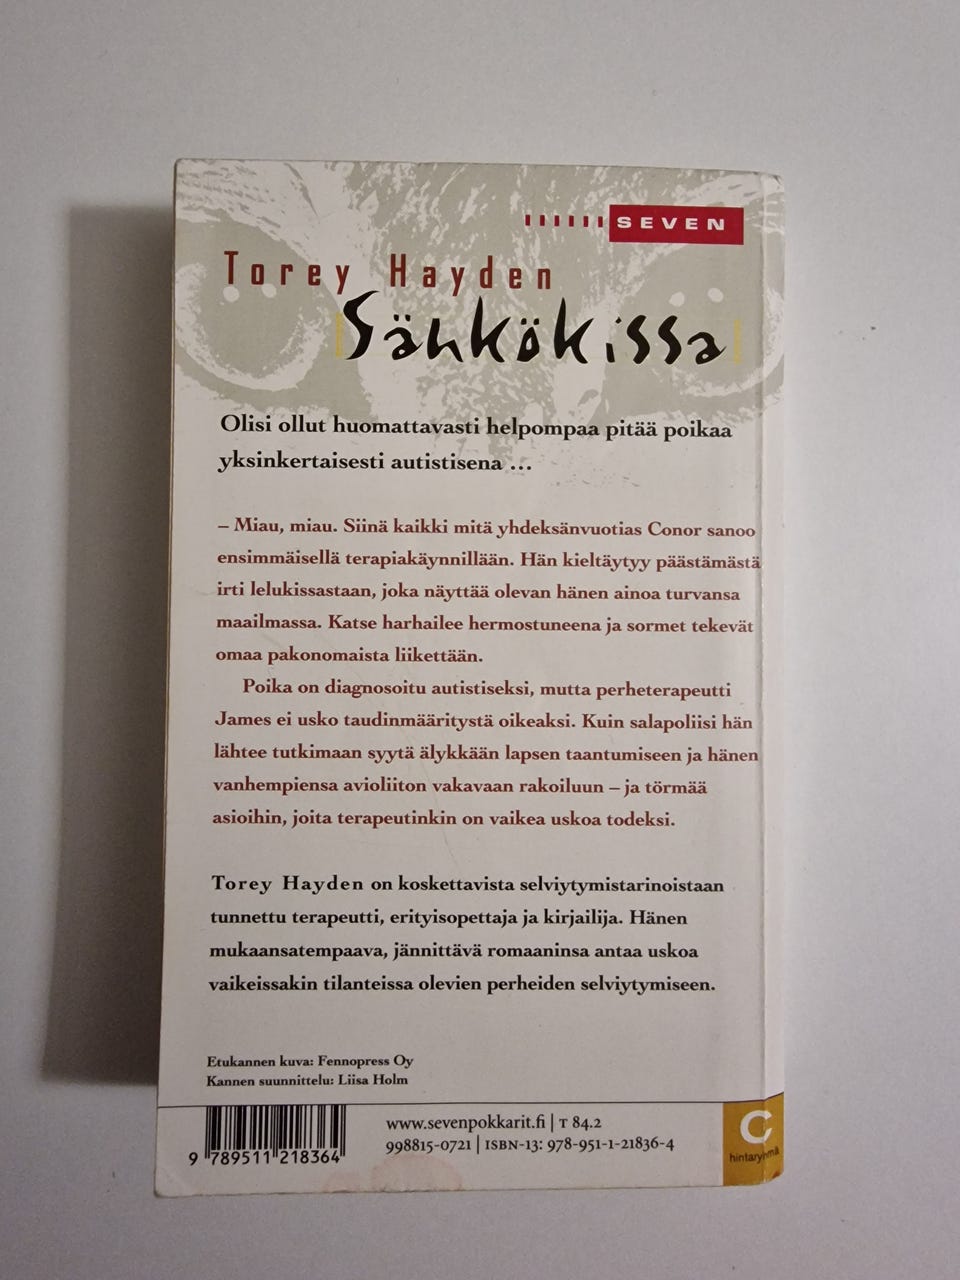 SEVEN
Torey Hayden
Sähkökissa
Olisi ollut huomattavasti helpompaa pitää poikaa
yksinkertaisesti autistisena ...
– Miau, miau. Siinä kaikki mitä yhdeksänvuotias Conor sanoo
ensimmäisellä terapiakäynnillään. Hän kieltäytyy päästämästä
irti lelukissastaan, joka näyttää olevan hänen ainoa turvansa
maailmassa. Katse harhailee hermostuneena ja sormet tekevät
omaa pakonomaista liikettään.
Poika on diagnosoitu autistiseksi, mutta perheterapeutti
James ei usko taudinmääritystä oikeaksi. Kuin salapoliisi hän
lähtee tutkimaan syytä älykkään lapsen taantumiseen ja hänen
vanhempiensa avioliiton vakavaan rakoiluun – ja törmää
asioihin, joita terapeutinkin on vaikea uskoa todeksi.
Torey Hayden on koskettavista selviytymistarinoistaan
tunnettu terapeutti, erityisopettaja ja kirjailija. Hänen
mukaansatempaava, jännittävä romaaninsa antaa uskoa
vaikeissakin tilanteissa olevien perheiden selviytymiseen.
Etukannen kuva: Fennopress Oy
Kannen suunnittelu: Liisa Holm
www.sevenpokkarit.fi | T 84.2
998815-0721 | ISBN-13: 978-951-1-21836-4
9 789511 218364
C
hintaryhmä